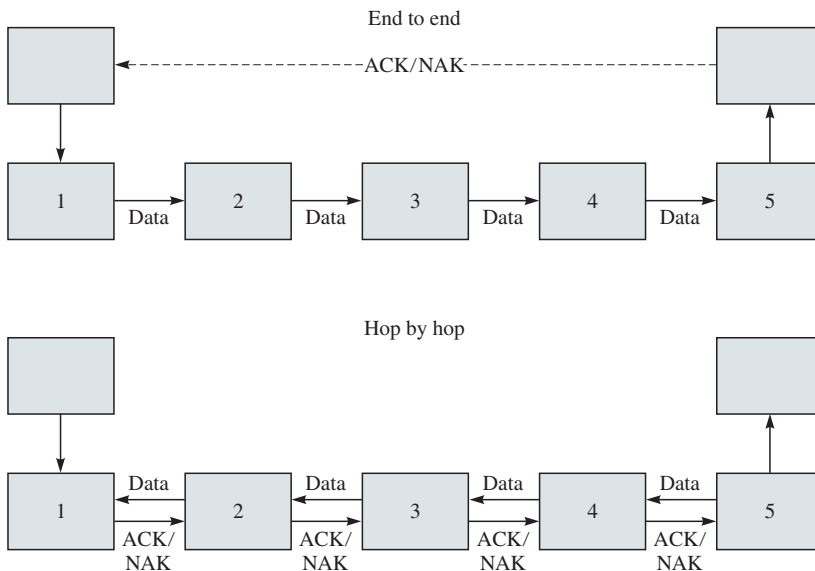 End to end
ACK/NAK
1
2
3
4
5
Data
Data
Data
Data
Hop by hop
Data
Data
Data
Data
1
2
3
4
5
ACK/
NAK
ACK/
NAK
ACK/
NAK
ACK/
NAK